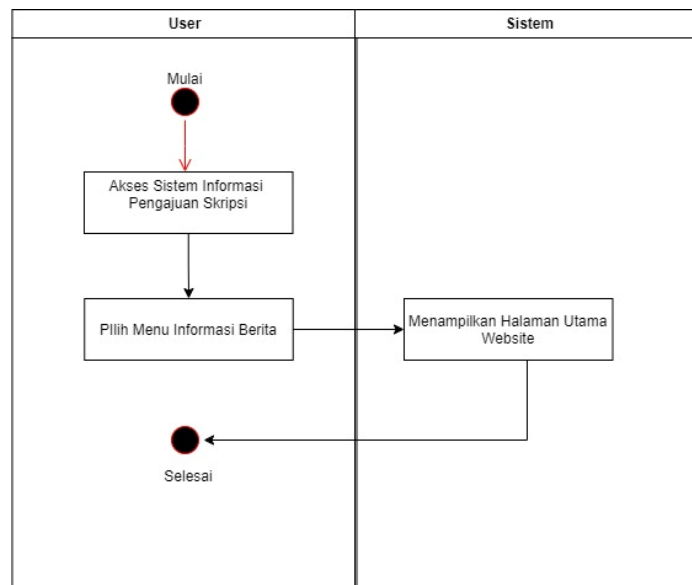 User
Sistem
Mulai
Akses Sistem Informasi
Pengajuan Skripsi
PIlih Menu Informasi Berita
Menampilkan Halaman Utama
Website
Selesai